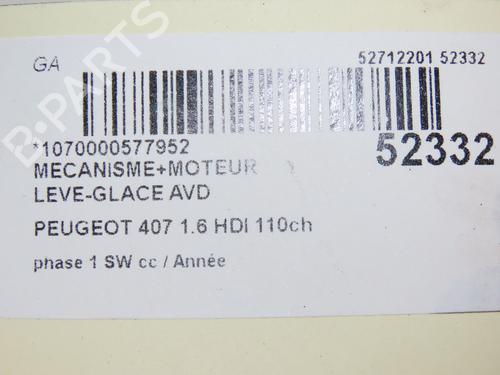 GA
52712201 52332
*1070000577952
52332
MECANISME+MOTEUR
LEVE-GLACE AVD
PEUGEOT 407 1.6 HDI 110ch
phase 1 SW cc / Année
B-PARTS